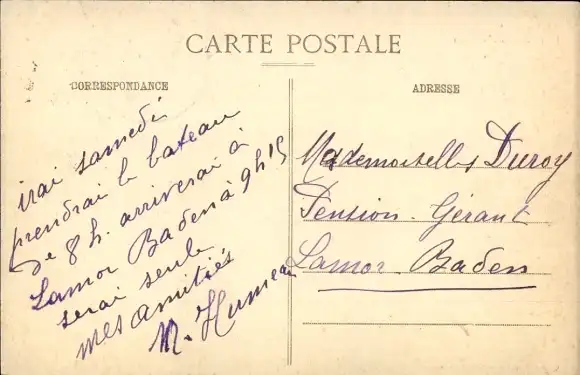 CARTE POSTALE
CORRESPONDANCE
ADRESSE
irai samedi
prendrai le bateau
de 8 h. arriverai à
Lamor Baden à 9h15
serai seule
mes amitiés
M. Humeau
Mademoiselles Duroy
Pension Gérant
Lamor Baden